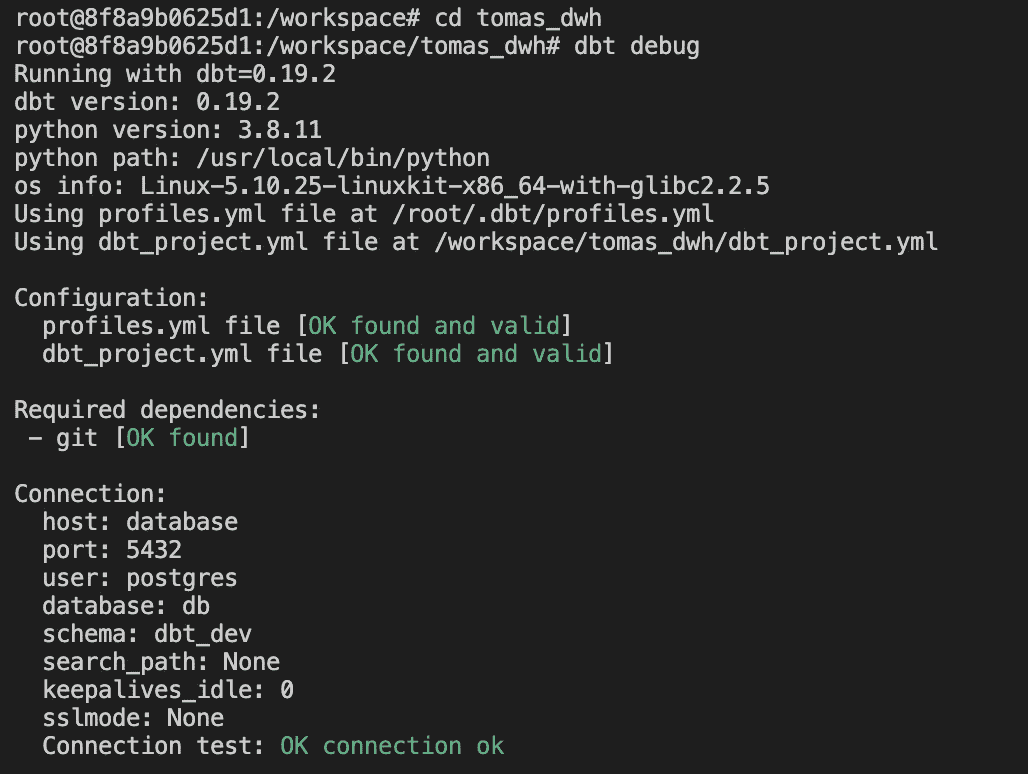 root@8f8a9b0625d1:/workspace# cd tomas_dwh
root@8f8a9b0625d1:/workspace/tomas_dwh# dbt debug
Running with dbt=0.19.2
dbt version: 0.19.2
python version: 3.8.11
python path: /usr/local/bin/python
os info: Linux-5.10.25-linuxkit-x86_64-with-glibc2.2.5
Using profiles.yml file at /root/.dbt/profiles.yml
Using dbt_project.yml file at /workspace/tomas_dwh/dbt_project.yml

Configuration:
  profiles.yml file [OK found and valid]
  dbt_project.yml file [OK found and valid]

Required dependencies:
 - git [OK found]

Connection:
  host: database
  port: 5432
  user: postgres
  database: db
  schema: dbt_dev
  search_path: None
  keepalives_idle: 0
  sslmode: None
  Connection test: OK connection ok